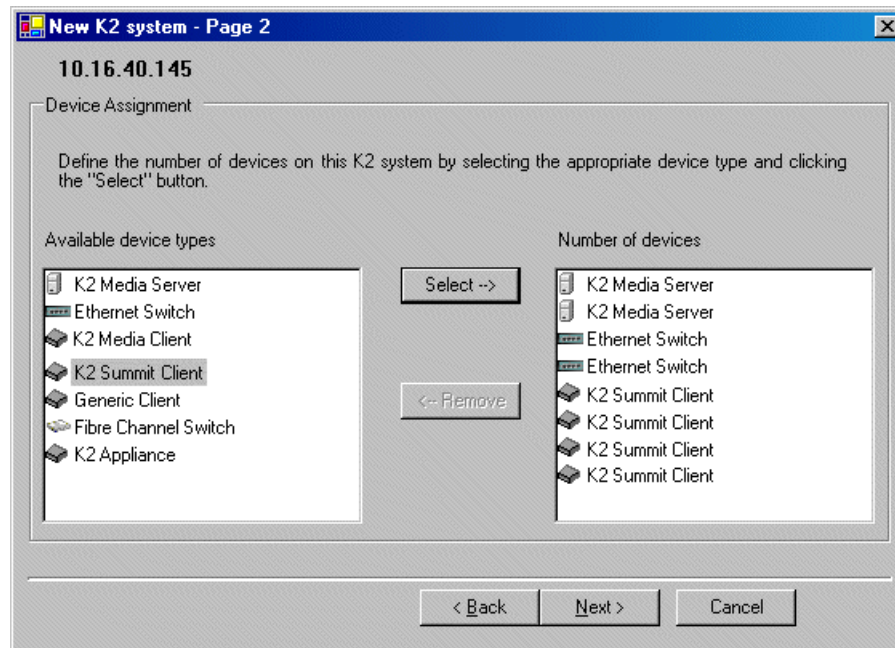 New K2 system - Page 2
10.16.40.145
Device Assignment
Define the number of devices on this K2 system by selecting the appropriate device type and clicking
the "Select" button.
Available device types
Number of devices
K2 Media Server
Ethernet Switch
K2 Media Client
K2 Summit Client
Generic Client
Fibre Channel Switch
K2 Appliance
Select -->
<-- Remove
K2 Media Server
K2 Media Server
Ethernet Switch
Ethernet Switch
K2 Summit Client
K2 Summit Client
K2 Summit Client
K2 Summit Client
< Back
Next >
Cancel